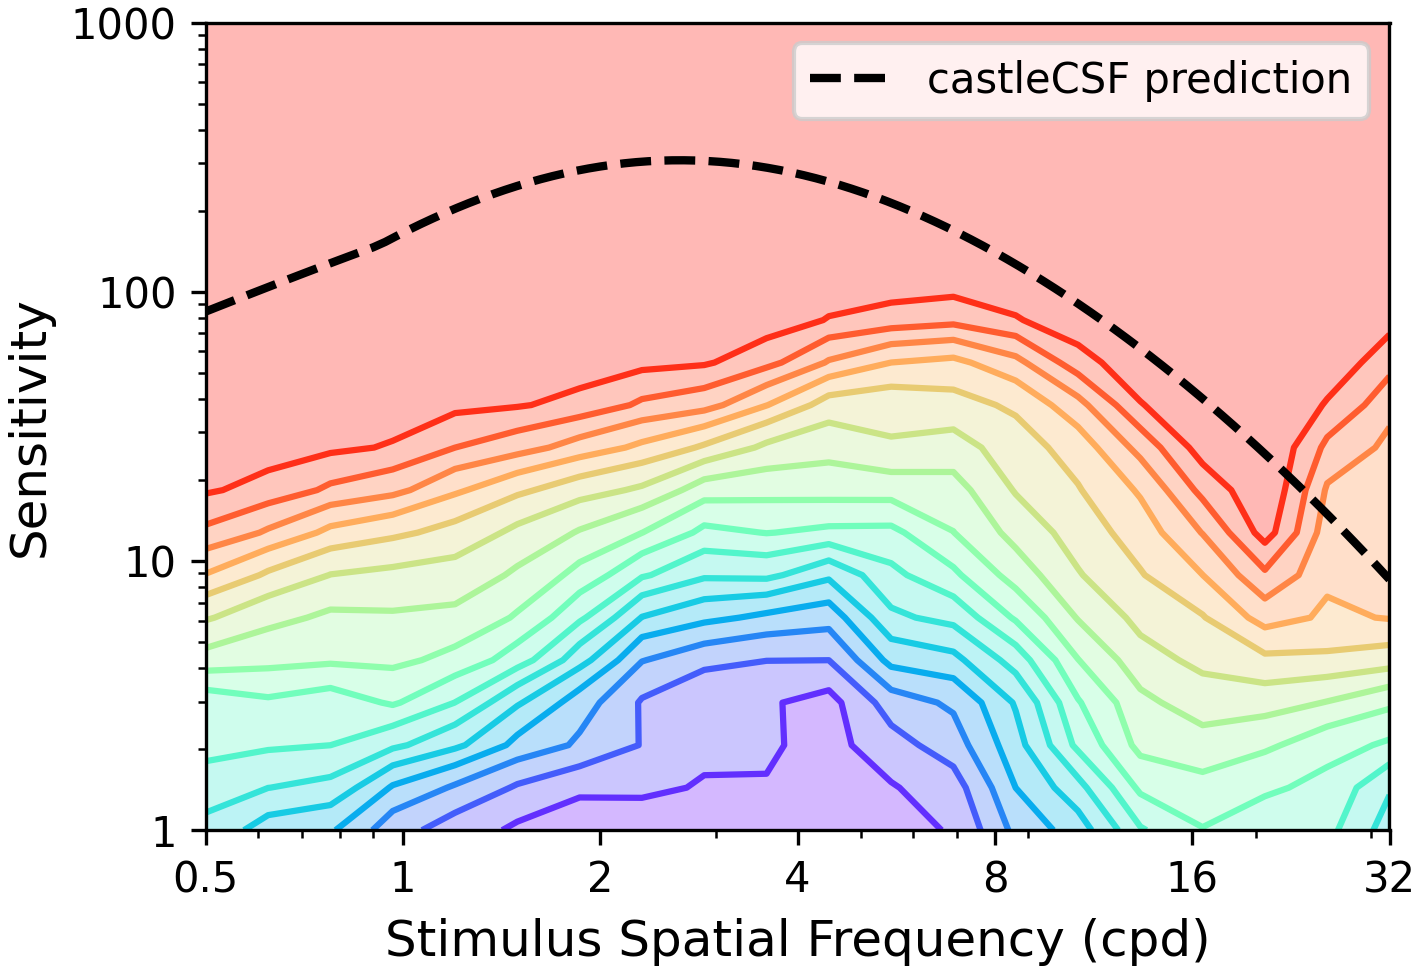 1000
castleCSF prediction
100
Sensitivity
10
1
0.5 1 2 4 8 16 32
Stimulus Spatial Frequency (cpd)